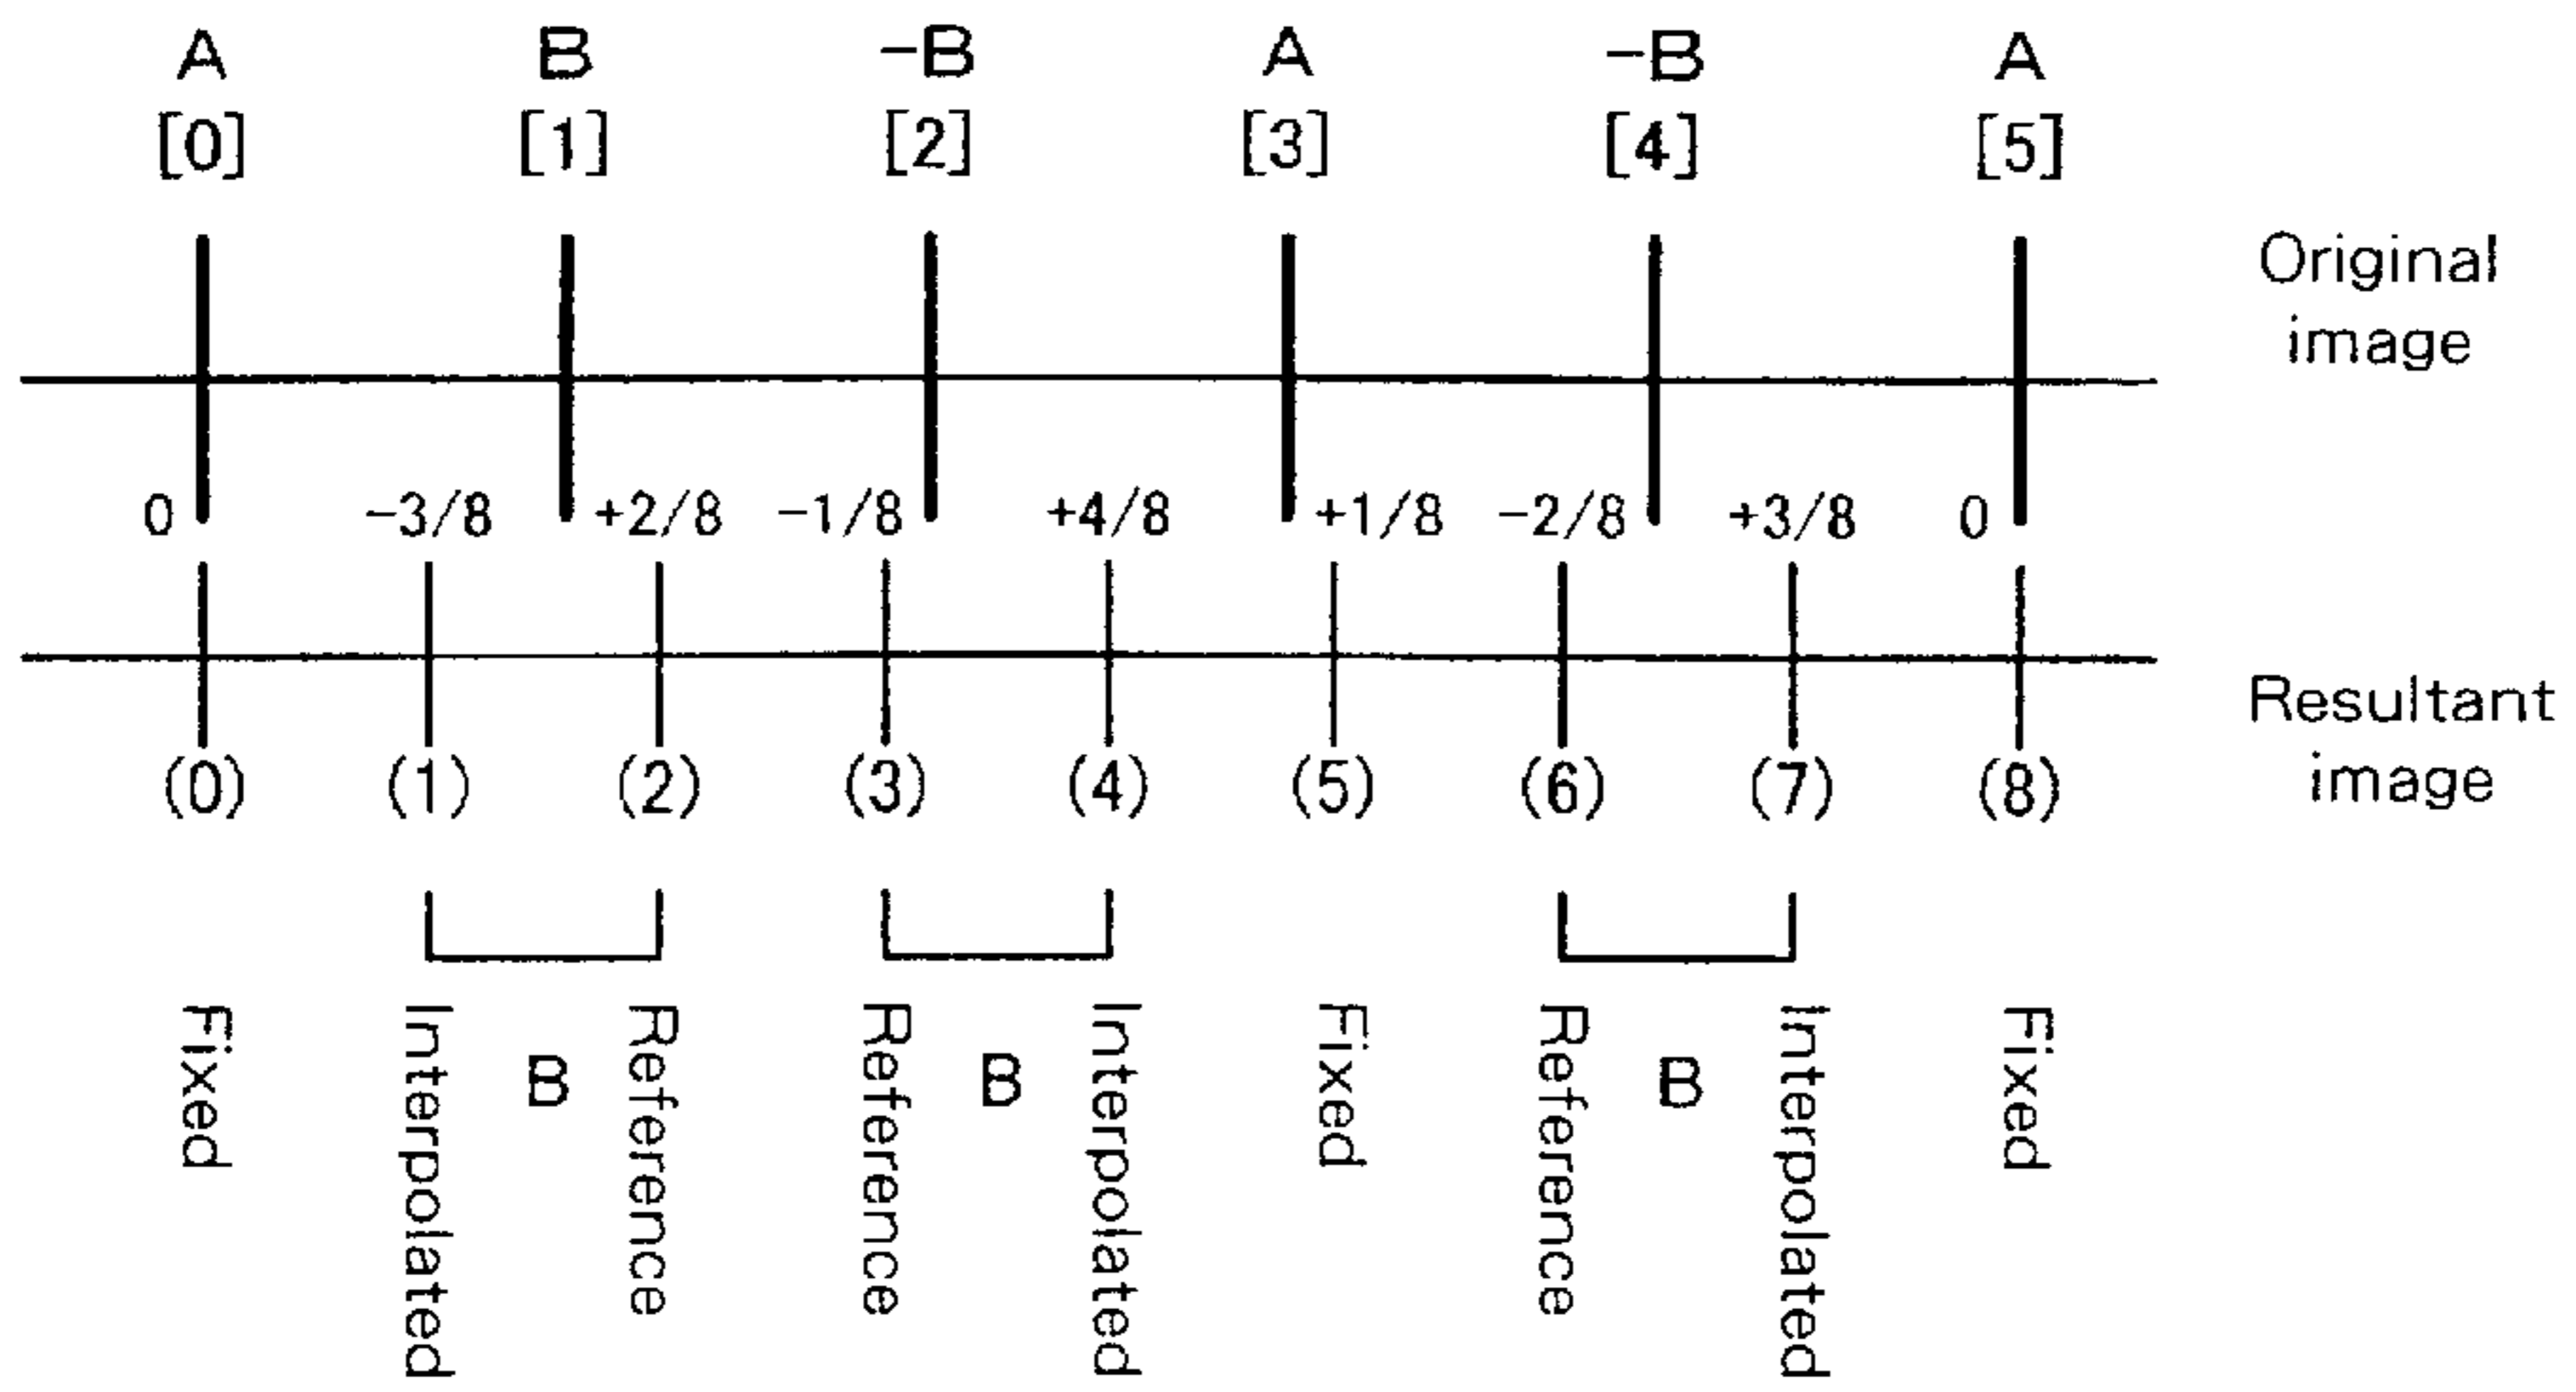 A B -B A -B A
[0] [1] [2] [3] [4] [5]
Original
image
0 -3/8 +2/8 -1/8 +4/8 +1/8 -2/8 +3/8 0
Resultant
image
(0) (1) (2) (3) (4) (5) (6) (7) (8)
Fixed
Interpolated
B
Reference
Reference
B
Interpolated
Fixed
Reference
B
Interpolated
Fixed